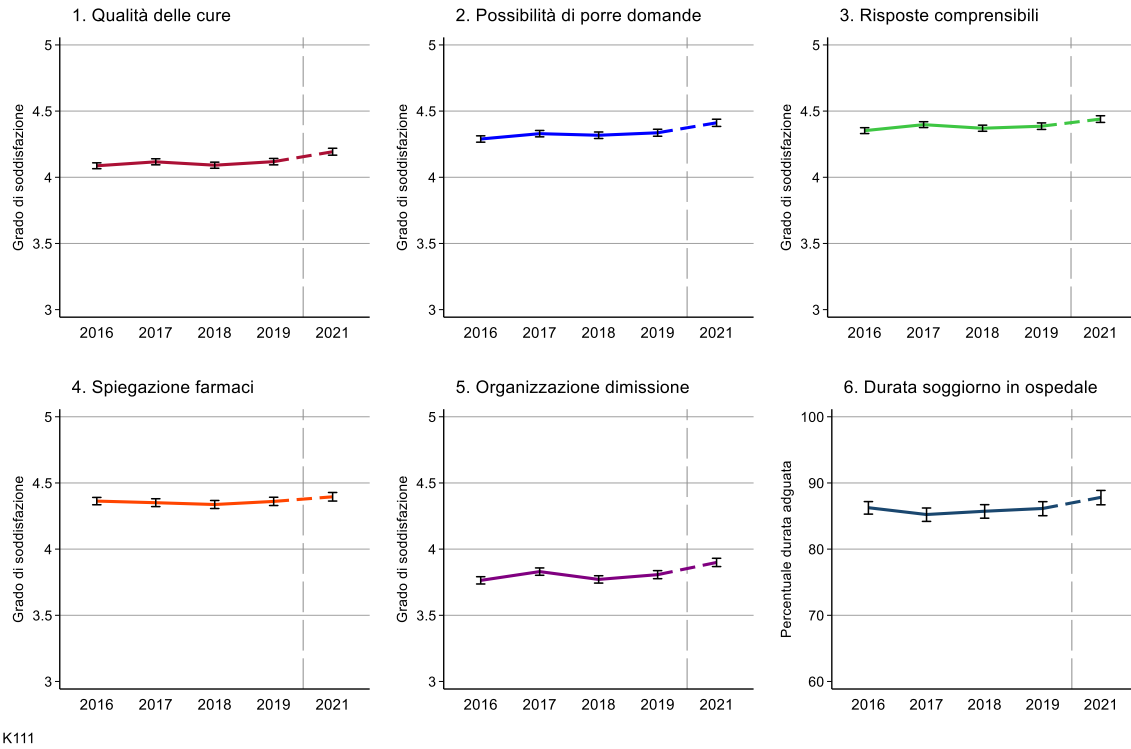 1. Qualità delle cure
Grado di soddisfazione
5
4.5
4
3.5
3
2016 2017 2018 2019 2021
2. Possibilità di porre domande
Grado di soddisfazione
5
4.5
4
3.5
3
2016 2017 2018 2019 2021
3. Risposte comprensibili
Grado di soddisfazione
5
4.5
4
3.5
3
2016 2017 2018 2019 2021
4. Spiegazione farmaci
Grado di soddisfazione
5
4.5
4
3.5
3
2016 2017 2018 2019 2021
5. Organizzazione dimissione
Grado di soddisfazione
5
4.5
4
3.5
3
2016 2017 2018 2019 2021
6. Durata soggiorno in ospedale
Percentuale durata adguata
100
90
80
70
60
2016 2017 2018 2019 2021
K111